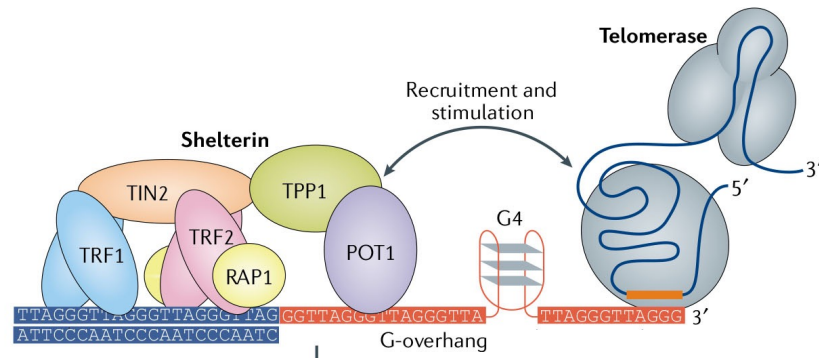 Telomerase
Recruitment and
stimulation
Shelterin
3′
5′
TIN2
TPP1
G4
TRF1
TRF2
POT1
RAP1
TTAGGGTTAGGGTTAGGGTTAG GGTTAGGGTTAGGGTTA TTAGGGTTAGGG 3′
ATTCCCAATCCCAATCCCAATC
G-overhang